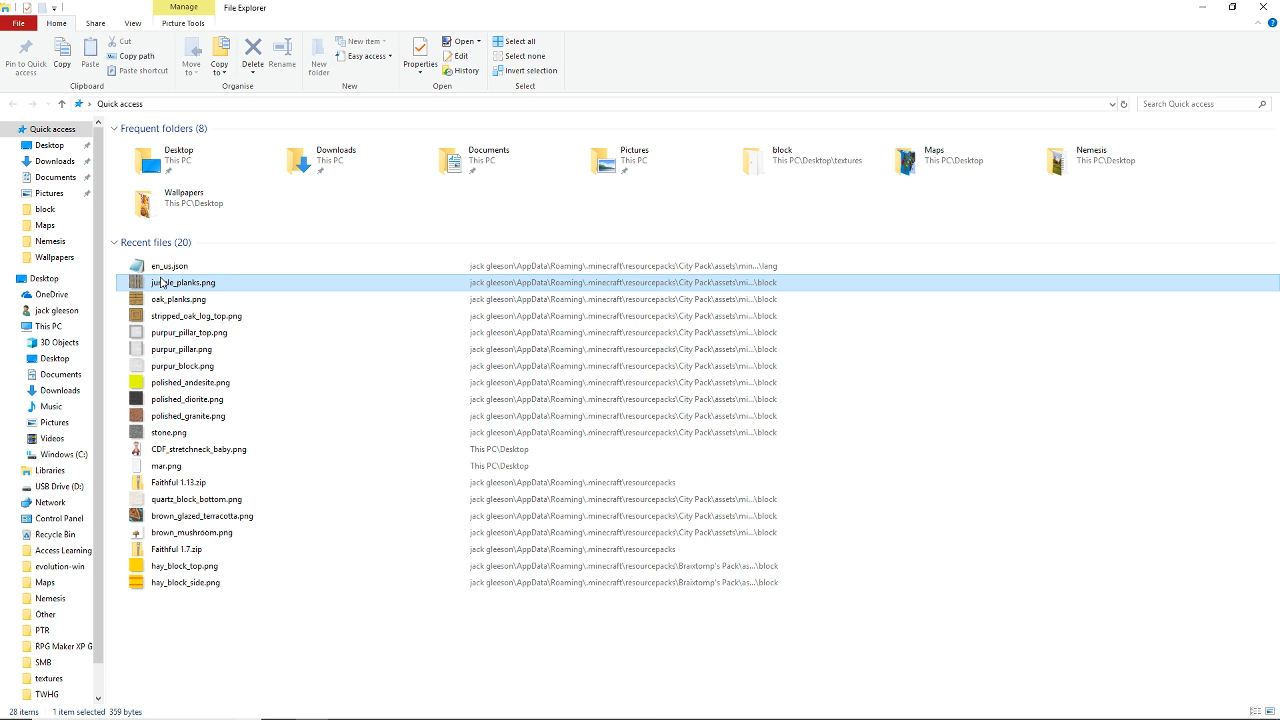 Manage
File Explorer
File
Home
Share
View
Picture Tools
Pin to Quick access
Copy
Paste
Cut
Copy path
Paste shortcut
Clipboard
Move to
Copy to
Delete
Rename
Organise
New folder
New item
Easy access
New
Properties
Open
Edit
History
Open
Select all
Select none
Invert selection
Select
Quick access
Search Quick access
Quick access
Desktop
Downloads
Documents
Pictures
block
Maps
Nemesis
Wallpapers
Desktop
OneDrive
jack gleeson
This PC
3D Objects
Desktop
Documents
Downloads
Music
Pictures
Videos
Windows (C:)
Libraries
USB Drive (D:)
Network
Control Panel
Recycle Bin
Access Learning
evolution-win
Maps
Nemesis
Other
PTR
RPG Maker XP G
SMB
textures
TWHG
Frequent folders (8)
Desktop
This PC
Downloads
This PC
Documents
This PC
Pictures
This PC
block
This PC\Desktop\textures
Maps
This PC\Desktop
Nemesis
This PC\Desktop
Wallpapers
This PC\Desktop
Recent files (20)
en_us.json jack gleeson\AppData\Roaming\.minecraft\resourcepacks\City Pack\assets\min...\lang
jungle_planks.png jack gleeson\AppData\Roaming\.minecraft\resourcepacks\City Pack\assets\mi...\block
oak_planks.png jack gleeson\AppData\Roaming\.minecraft\resourcepacks\City Pack\assets\mi...\block
stripped_oak_log_top.png jack gleeson\AppData\Roaming\.minecraft\resourcepacks\City Pack\assets\mi...\block
purpur_pillar_top.png jack gleeson\AppData\Roaming\.minecraft\resourcepacks\City Pack\assets\mi...\block
purpur_pillar.png jack gleeson\AppData\Roaming\.minecraft\resourcepacks\City Pack\assets\mi...\block
purpur_block.png jack gleeson\AppData\Roaming\.minecraft\resourcepacks\City Pack\assets\mi...\block
polished_andesite.png jack gleeson\AppData\Roaming\.minecraft\resourcepacks\City Pack\assets\mi...\block
polished_diorite.png jack gleeson\AppData\Roaming\.minecraft\resourcepacks\City Pack\assets\mi...\block
polished_granite.png jack gleeson\AppData\Roaming\.minecraft\resourcepacks\City Pack\assets\mi...\block
stone.png jack gleeson\AppData\Roaming\.minecraft\resourcepacks\City Pack\assets\mi...\block
CDF_stretchneck_baby.png This PC\Desktop
mar.png This PC\Desktop
Faithful 1.13.zip jack gleeson\AppData\Roaming\.minecraft\resourcepacks
quartz_block_bottom.png jack gleeson\AppData\Roaming\.minecraft\resourcepacks\City Pack\assets\mi...\block
brown_glazed_terracotta.png jack gleeson\AppData\Roaming\.minecraft\resourcepacks\City Pack\assets\mi...\block
brown_mushroom.png jack gleeson\AppData\Roaming\.minecraft\resourcepacks\City Pack\assets\mi...\block
Faithful 1.7.zip jack gleeson\AppData\Roaming\.minecraft\resourcepacks
hay_block_top.png jack gleeson\AppData\Roaming\.minecraft\resourcepacks\Braixtomp's Pack\as...\block
hay_block_side.png jack gleeson\AppData\Roaming\.minecraft\resourcepacks\Braixtomp's Pack\as...\block
28 items 1 item selected 359 bytes